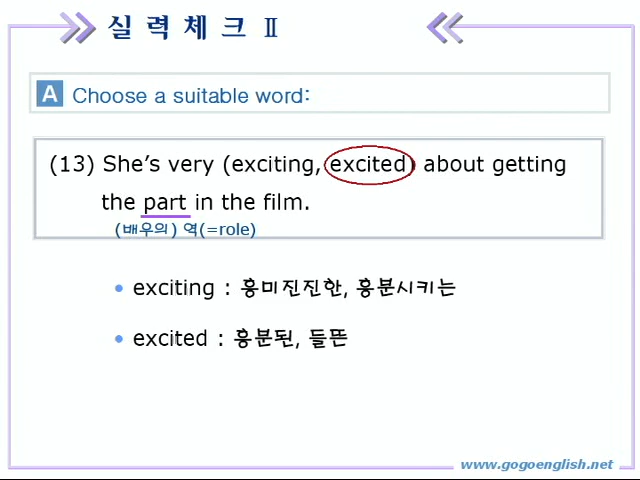 실 력 체 크 Ⅱ
A Choose a suitable word:
(13) She's very (exciting, excited) about getting
the part in the film.
(배우의) 역(=role)
• exciting : 흥미진진한, 흥분시키는
• excited : 흥분된, 들뜬
www.gogoenglish.net